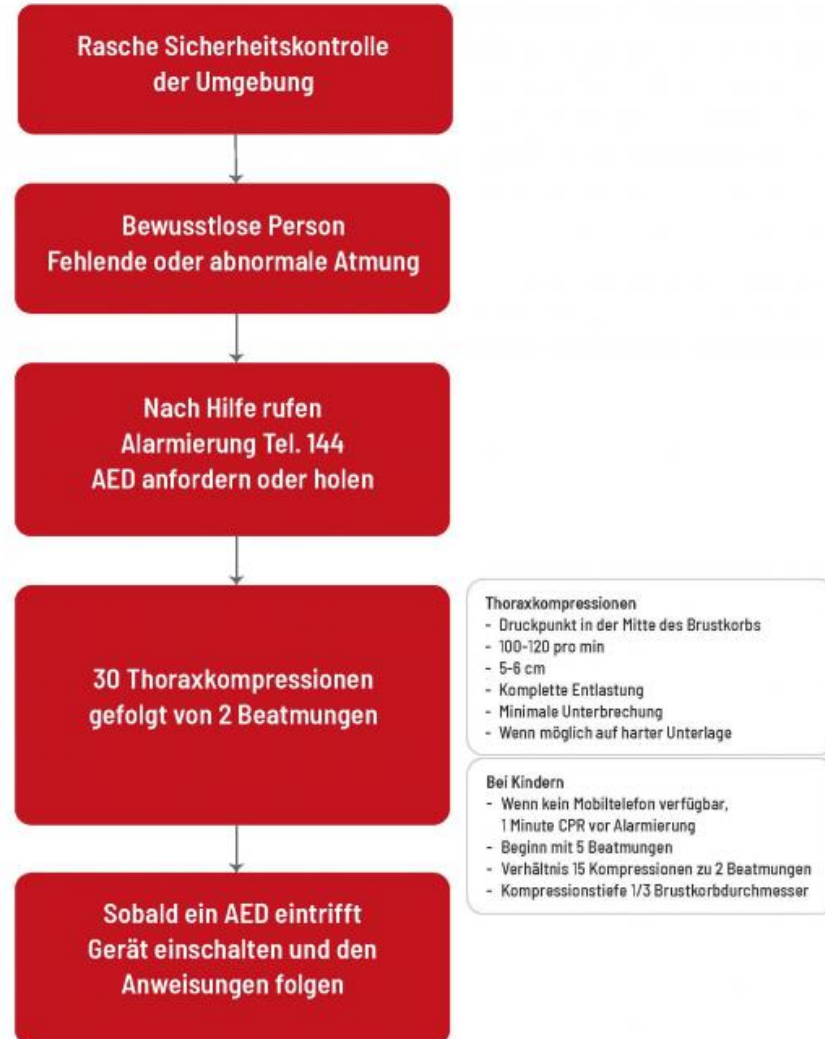 Rasche Sicherheitskontrolle
der Umgebung
Bewusstlose Person
Fehlende oder abnormale Atmung
Nach Hilfe rufen
Alarmierung Tel. 144
AED anfordern oder holen
30 Thoraxkompressionen
gefolgt von 2 Beatmungen
Thoraxkompressionen
- Druckpunkt in der Mitte des Brustkorbs
- 100-120 pro min
- 5-6 cm
- Komplette Entlastung
- Minimale Unterbrechung
- Wenn möglich auf harter Unterlage
Bei Kindern
- Wenn kein Mobiltelefon verfügbar,
1 Minute CPR vor Alarmierung
- Beginn mit 5 Beatmungen
- Verhältnis 15 Kompressionen zu 2 Beatmungen
- Kompressionstiefe 1/3 Brustkorbdurchmesser
Sobald ein AED eintrifft
Gerät einschalten und den
Anweisungen folgen